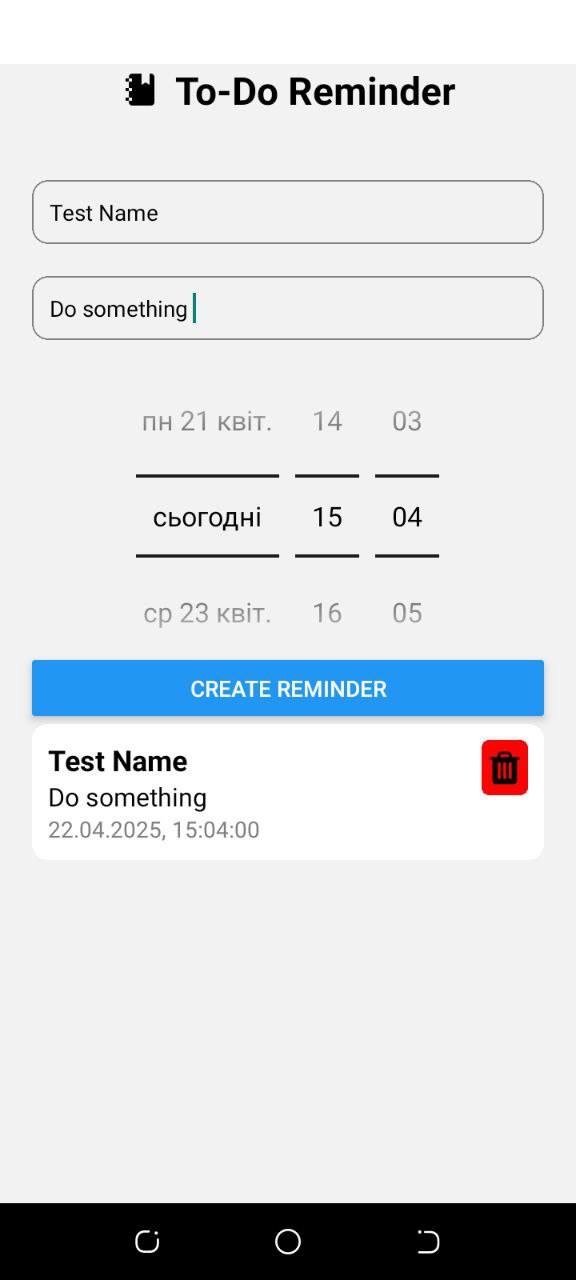 To-Do Reminder
Test Name
Do something
пн 21 квіт. 14 03
сьогодні 15 04
ср 23 квіт. 16 05
CREATE REMINDER
Test Name
Do something
22.04.2025, 15:04:00